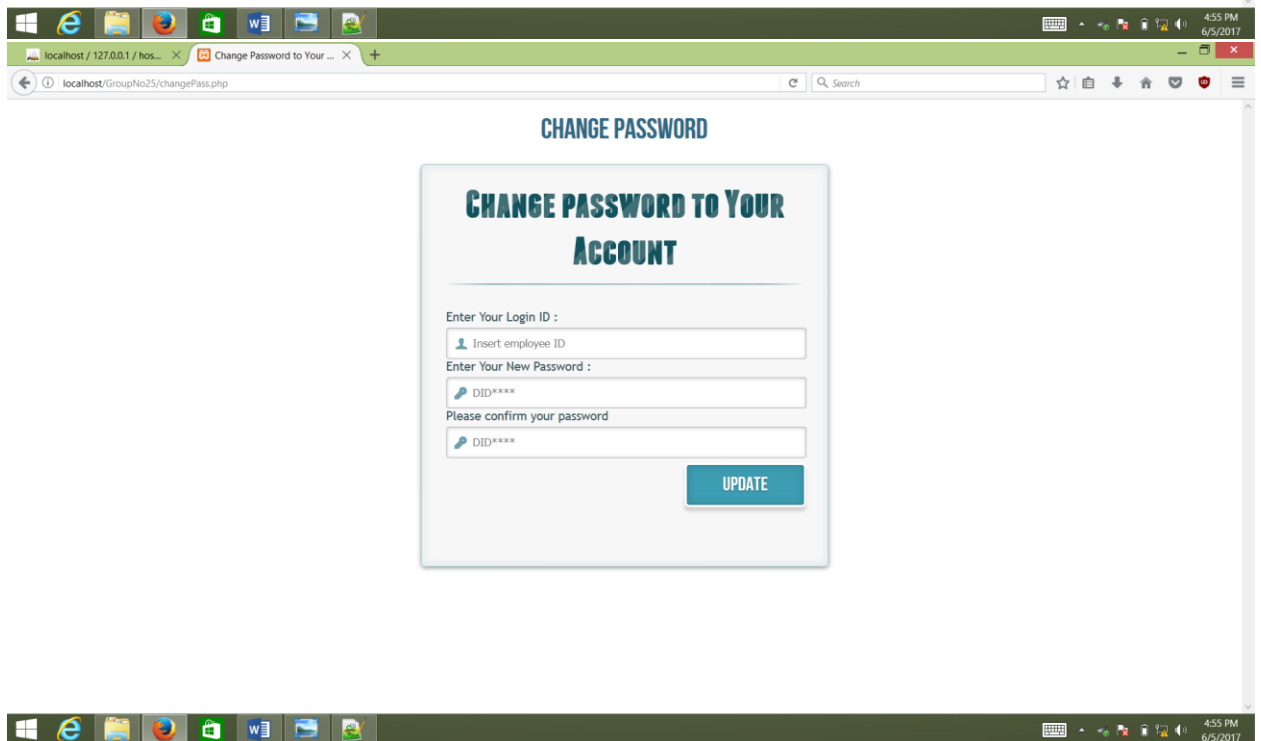 4:55 PM
6/5/2017
localhost / 127.0.0.1 / hos...
Change Password to Your ...
localhost/GroupNo25/changePass.php
Search
CHANGE PASSWORD
CHANGE PASSWORD TO YOUR
ACCOUNT
Enter Your Login ID :
Insert employee ID
Enter Your New Password :
DID****
Please confirm your password
DID****
UPDATE
4:55 PM
6/5/2017